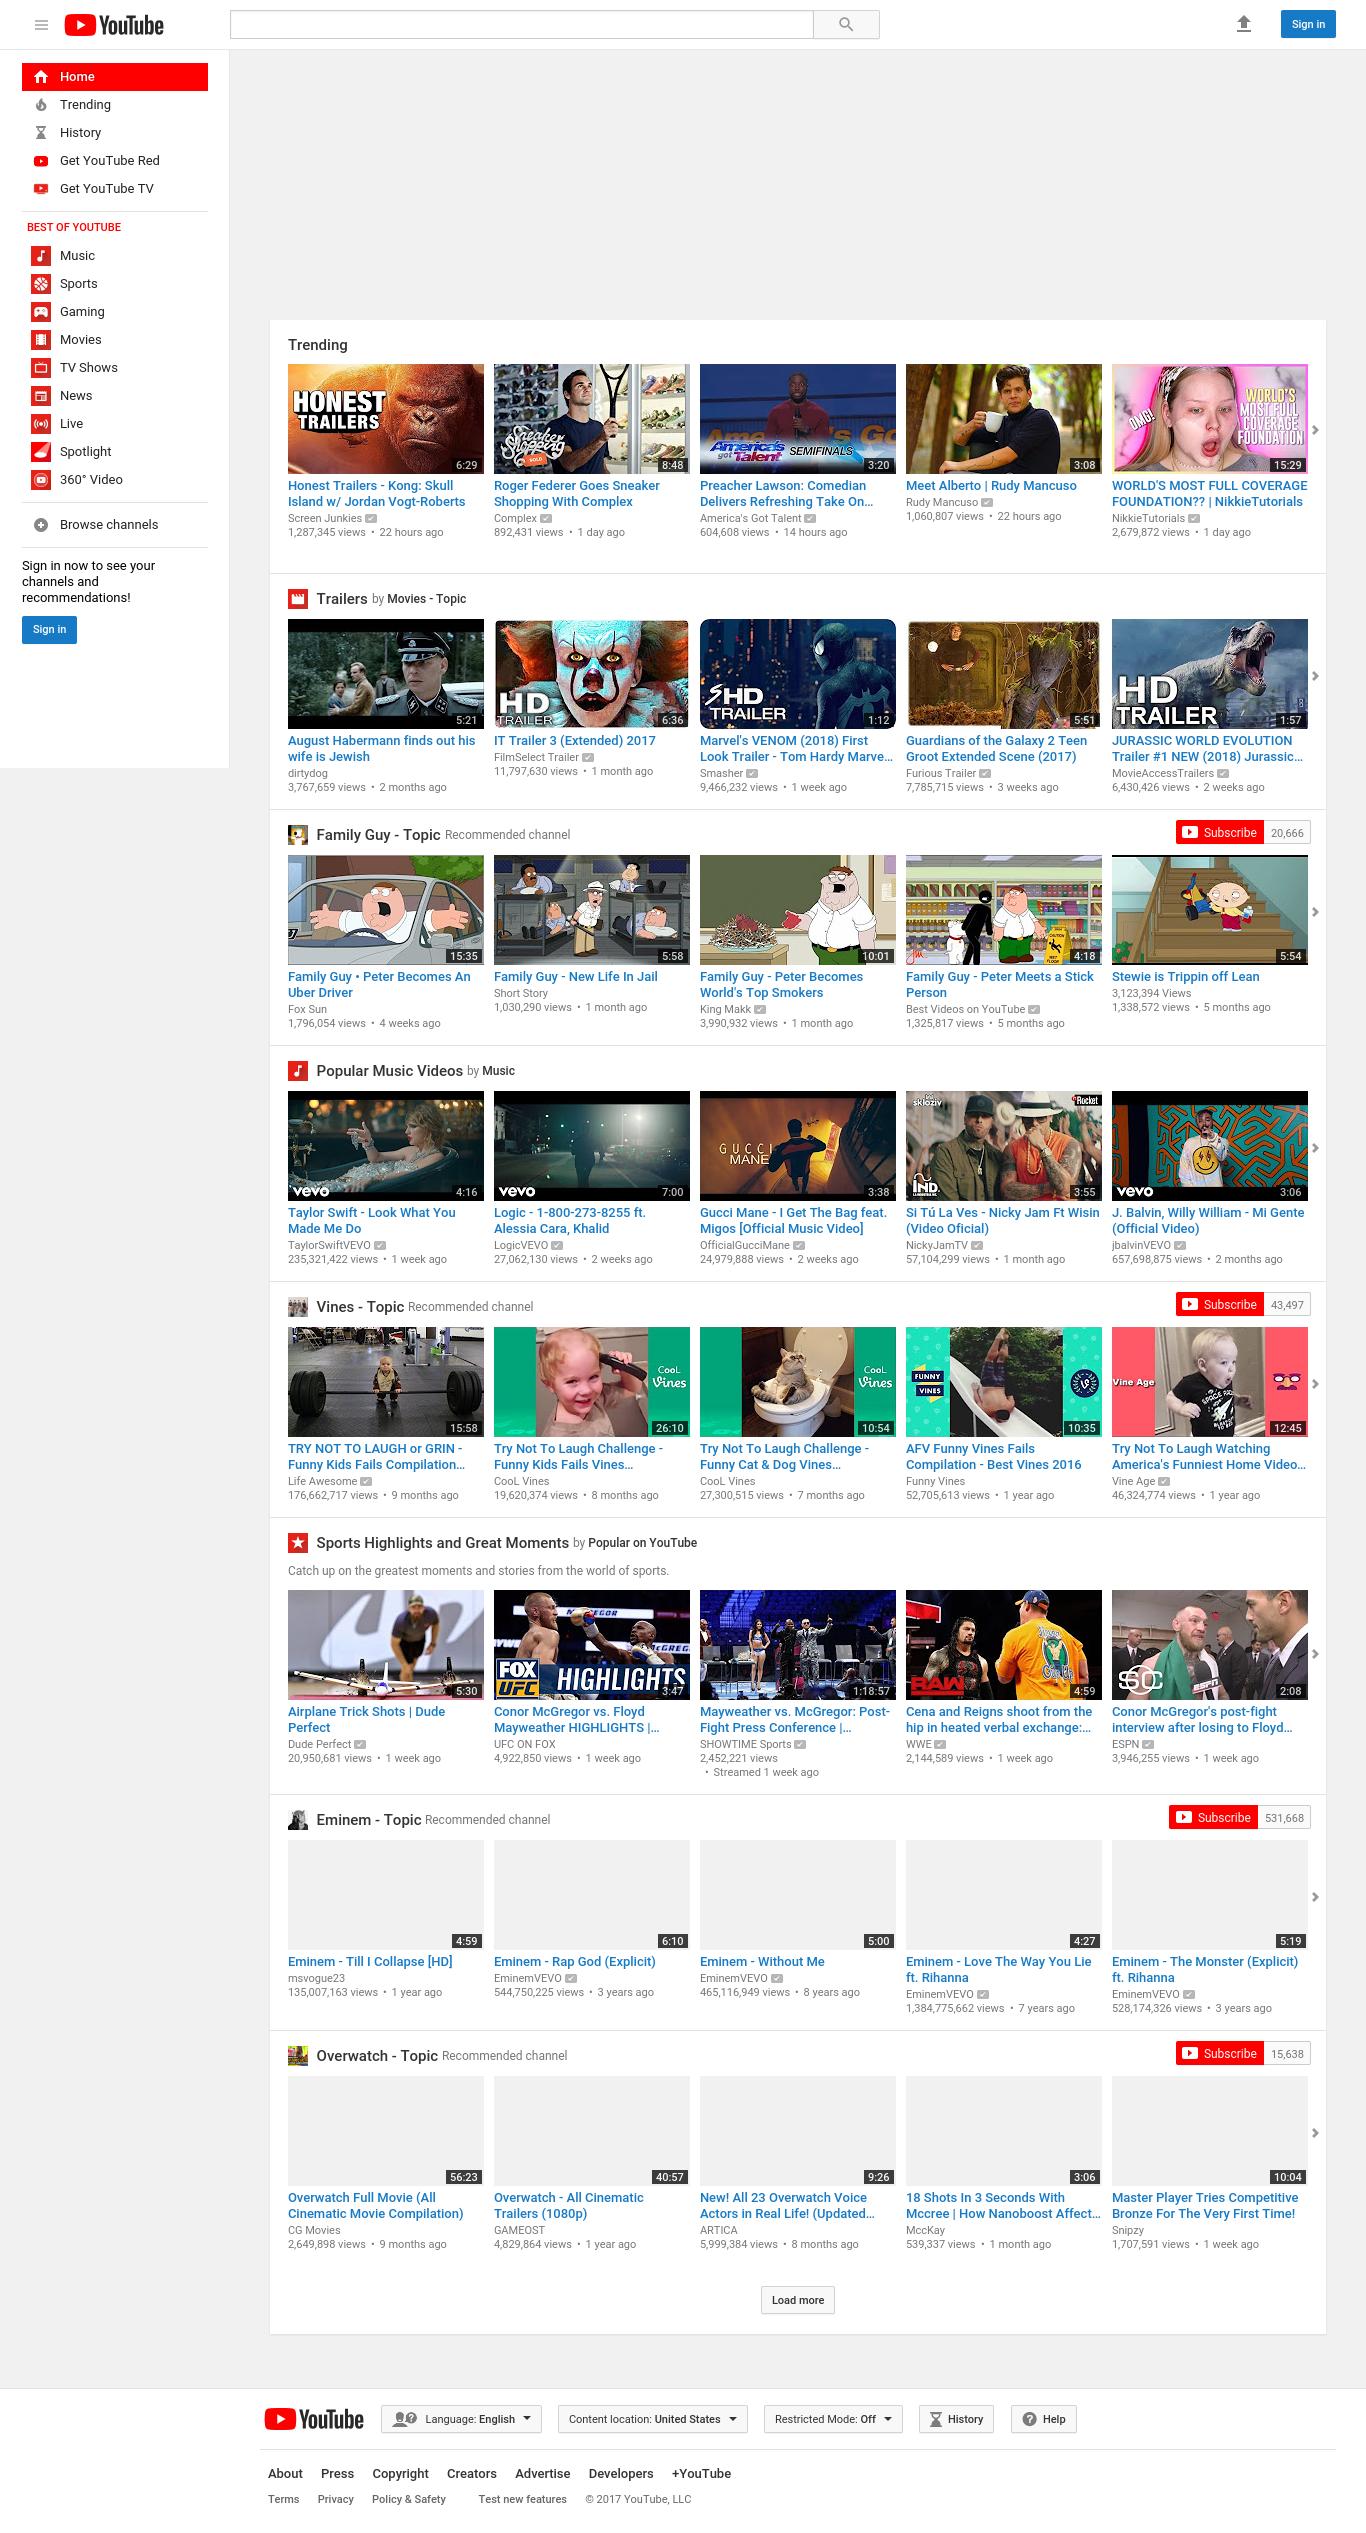 YouTube
Sign in
Home
Trending
History
Get YouTube Red
Get YouTube TV
BEST OF YOUTUBE
Music
Sports
Gaming
Movies
TV Shows
News
Live
Spotlight
360° Video
Browse channels
Sign in now to see your
channels and
recommendations!
Sign in
Trending
HONEST
TRAILERS
6:29
Honest Trailers - Kong: Skull
Island w/ Jordan Vogt-Roberts
Screen Junkies
1,287,345 views • 22 hours ago
Sneaker
Shopping
SOLD
8:48
Roger Federer Goes Sneaker
Shopping With Complex
Complex
892,431 views • 1 day ago
America's
got Talent
SEMIFINALS
3:20
Preacher Lawson: Comedian
Delivers Refreshing Take On...
America's Got Talent
604,608 views • 14 hours ago
3:08
Meet Alberto | Rudy Mancuso
Rudy Mancuso
1,060,807 views • 22 hours ago
OMG!
WORLD'S
MOST FULL
COVERAGE
FOUNDATION
15:29
WORLD'S MOST FULL COVERAGE
FOUNDATION?? | NikkieTutorials
NikkieTutorials
2,679,872 views • 1 day ago
Trailers by Movies - Topic
5:21
August Habermann finds out his
wife is Jewish
dirtydog
3,767,659 views • 2 months ago
HD
TRAILER
6:36
IT Trailer 3 (Extended) 2017
FilmSelect Trailer
11,797,630 views • 1 month ago
HD
TRAILER
1:12
Marvel's VENOM (2018) First
Look Trailer - Tom Hardy Marve...
Smasher
9,466,232 views • 1 week ago
5:51
Guardians of the Galaxy 2 Teen
Groot Extended Scene (2017)
Furious Trailer
7,785,715 views • 3 weeks ago
HD
TRAILER
1:57
JURASSIC WORLD EVOLUTION
Trailer #1 NEW (2018) Jurassic...
MovieAccessTrailers
6,430,426 views • 2 weeks ago
Family Guy - Topic Recommended channel
Subscribe 20,666
15:35
Family Guy • Peter Becomes An
Uber Driver
Fox Sun
1,796,054 views • 4 weeks ago
5:58
Family Guy - New Life In Jail
Short Story
1,030,290 views • 1 month ago
10:01
Family Guy - Peter Becomes
World's Top Smokers
King Makk
3,990,932 views • 1 month ago
CAUTION
4:18
Family Guy - Peter Meets a Stick
Person
Best Videos on YouTube
1,325,817 views • 5 months ago
5:54
Stewie is Trippin off Lean
3,123,394 Views
1,338,572 views • 5 months ago
Popular Music Videos by Music
vevo
4:16
Taylor Swift - Look What You
Made Me Do
TaylorSwiftVEVO
235,321,422 views • 1 week ago
vevo
7:00
Logic - 1-800-273-8255 ft.
Alessia Cara, Khalid
LogicVEVO
27,062,130 views • 2 weeks ago
GUCCI
MANE
3:38
Gucci Mane - I Get The Bag feat.
Migos [Official Music Video]
OfficialGucciMane
24,979,888 views • 2 weeks ago
Rocket
IND.
3:55
Si Tú La Ves - Nicky Jam Ft Wisin
(Video Oficial)
NickyJamTV
57,104,299 views • 1 month ago
vevo
3:06
J. Balvin, Willy William - Mi Gente
(Official Video)
jbalvinVEVO
657,698,875 views • 2 months ago
Vines - Topic Recommended channel
Subscribe 43,497
15:58
TRY NOT TO LAUGH or GRIN -
Funny Kids Fails Compilation...
Life Awesome
176,662,717 views • 9 months ago
CooL
Vines
26:10
Try Not To Laugh Challenge -
Funny Kids Fails Vines...
CooL Vines
19,620,374 views • 8 months ago
CooL
Vines
10:54
Try Not To Laugh Challenge -
Funny Cat & Dog Vines...
CooL Vines
27,300,515 views • 7 months ago
FUNNY
VINES
10:35
AFV Funny Vines Fails
Compilation - Best Vines 2016
Funny Vines
52,705,613 views • 1 year ago
Vine Age
12:45
Try Not To Laugh Watching
America's Funniest Home Video...
Vine Age
46,324,774 views • 1 year ago
Sports Highlights and Great Moments by Popular on YouTube
Catch up on the greatest moments and stories from the world of sports.
5:30
Airplane Trick Shots | Dude
Perfect
Dude Perfect
20,950,681 views • 1 week ago
FOX
UFC
HIGHLIGHTS
3:47
Conor McGregor vs. Floyd
Mayweather HIGHLIGHTS |...
UFC ON FOX
4,922,850 views • 1 week ago
1:18:57
Mayweather vs. McGregor: Post-
Fight Press Conference |...
SHOWTIME Sports
2,452,221 views
• Streamed 1 week ago
RAW
4:59
Cena and Reigns shoot from the
hip in heated verbal exchange:...
WWE
2,144,589 views • 1 week ago
SC
ESPN
2:08
Conor McGregor's post-fight
interview after losing to Floyd...
ESPN
3,946,255 views • 1 week ago
Eminem - Topic Recommended channel
Subscribe 531,668
4:59
Eminem - Till I Collapse [HD]
msvogue23
135,007,163 views • 1 year ago
6:10
Eminem - Rap God (Explicit)
EminemVEVO
544,750,225 views • 3 years ago
5:00
Eminem - Without Me
EminemVEVO
465,116,949 views • 8 years ago
4:27
Eminem - Love The Way You Lie
ft. Rihanna
EminemVEVO
1,384,775,662 views • 7 years ago
5:19
Eminem - The Monster (Explicit)
ft. Rihanna
EminemVEVO
528,174,326 views • 3 years ago
Overwatch - Topic Recommended channel
Subscribe 15,638
56:23
Overwatch Full Movie (All
Cinematic Movie Compilation)
CG Movies
2,649,898 views • 9 months ago
40:57
Overwatch - All Cinematic
Trailers (1080p)
GAMEOST
4,829,864 views • 1 year ago
9:26
New! All 23 Overwatch Voice
Actors in Real Life! (Updated...
ARTICA
5,999,384 views • 8 months ago
3:06
18 Shots In 3 Seconds With
Mccree | How Nanoboost Affect...
MccKay
539,337 views • 1 month ago
10:04
Master Player Tries Competitive
Bronze For The Very First Time!
Snipzy
1,707,591 views • 1 week ago
Load more
YouTube
Language: English
Content location: United States
Restricted Mode: Off
History
Help
About Press Copyright Creators Advertise Developers +YouTube
Terms Privacy Policy & Safety Test new features © 2017 YouTube, LLC